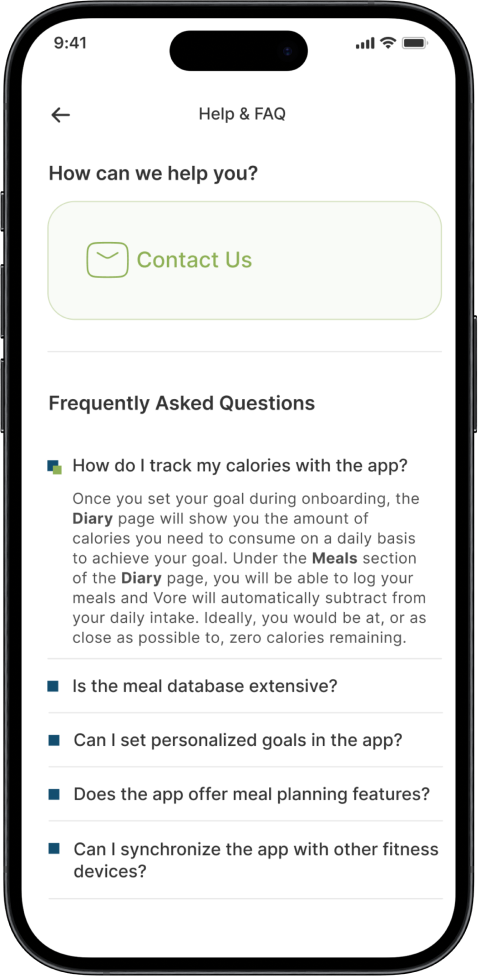 9:41
Help & FAQ
How can we help you?
Contact Us
Frequently Asked Questions
How do I track my calories with the app?
Once you set your goal during onboarding, the
Diary page will show you the amount of
calories you need to consume on a daily basis
to achieve your goal. Under the Meals section
of the Diary page, you will be able to log your
meals and Vore will automatically subtract from
your daily intake. Ideally, you would be at, or as
close as possible to, zero calories remaining.
Is the meal database extensive?
Can I set personalized goals in the app?
Does the app offer meal planning features?
Can I synchronize the app with other fitness
devices?